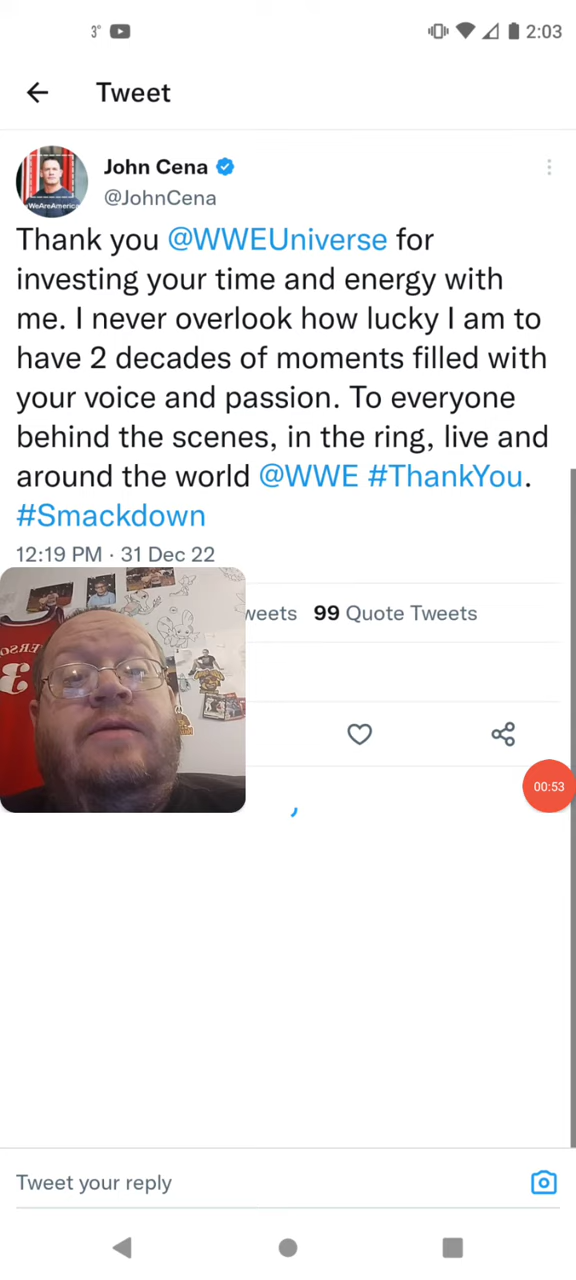 3°
2:03
Tweet
John Cena
@JohnCena
WeAreAmerica
Thank you @WWEUniverse for
investing your time and energy with
me. I never overlook how lucky I am to
have 2 decades of moments filled with
your voice and passion. To everyone
behind the scenes, in the ring, live and
around the world @WWE #ThankYou.
#Smackdown
12:19 PM · 31 Dec 22
weets 99 Quote Tweets
3
00:53
Tweet your reply